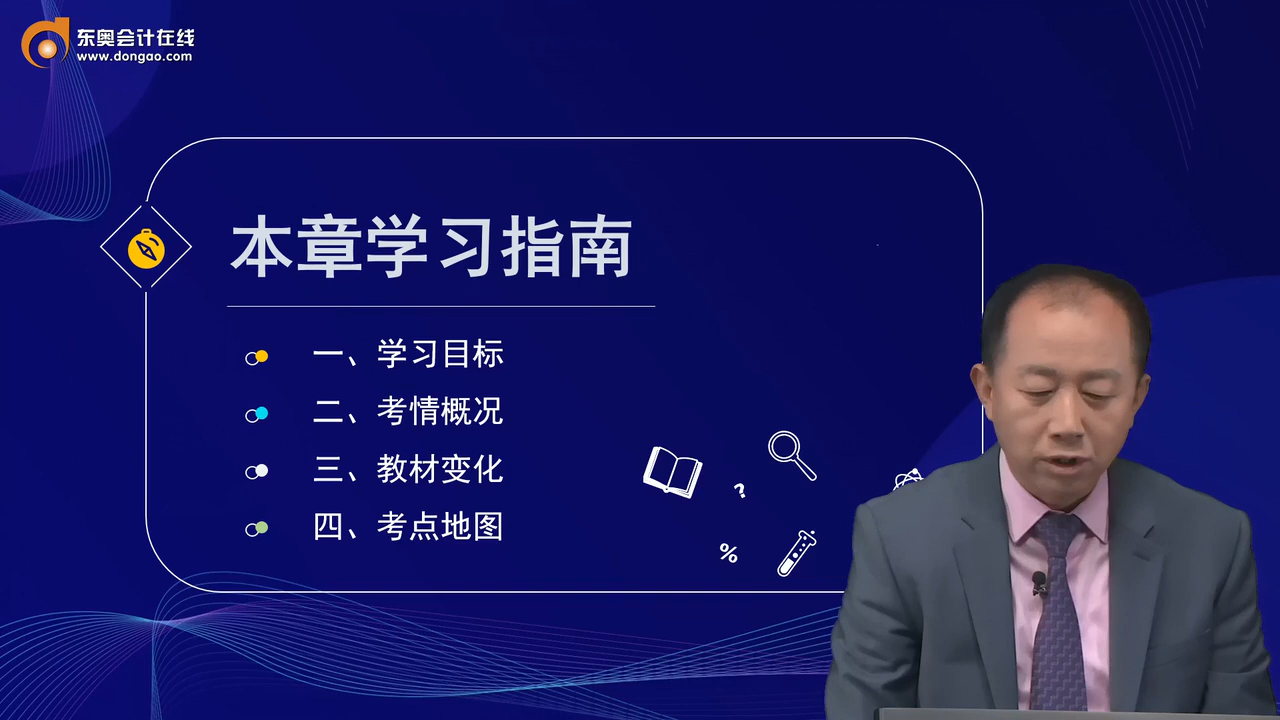 东奥会计在线
www.dongao.com
本章学习指南
一、学习目标
二、考情概况
三、教材变化
四、考点地图
?
%